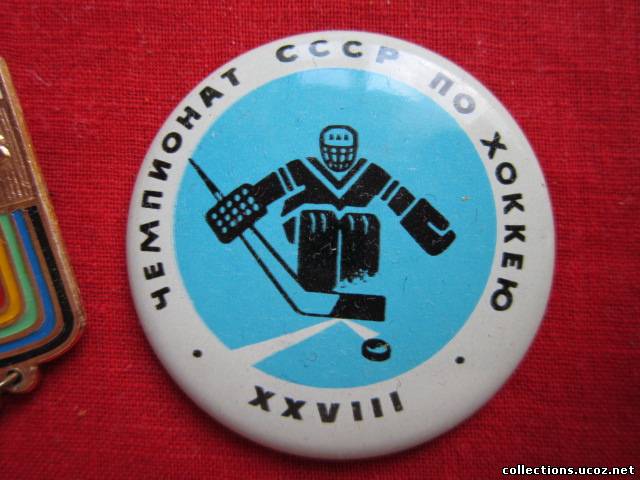 ЧЕМПИОНАТ СССР ПО ХОККЕЮ
XXVIII
collections.ucoz.net